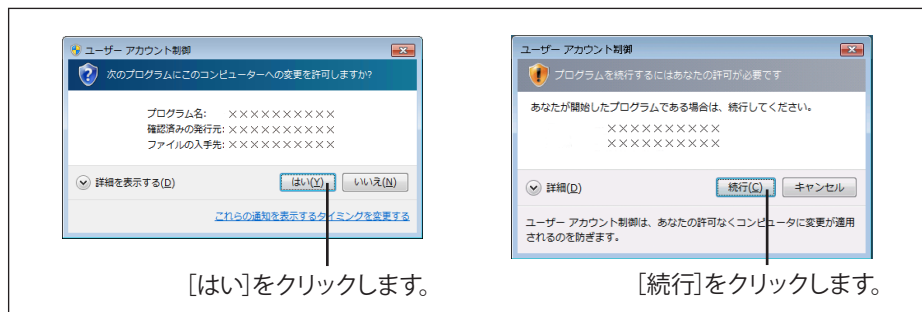 ユーザー アカウント制御
次のプログラムにこのコンピューターへの変更を許可しますか?
プログラム名: ××××××××××
確認済みの発行元: ××××××××××
ファイルの入手先: ××××××××××
詳細を表示する(D)
はい(Y)
いいえ(N)
これらの通知を表示するタイミングを変更する
[はい]をクリックします。
ユーザー アカウント制御
プログラムを続行するにはあなたの許可が必要です
あなたが開始したプログラムである場合は、続行してください。
××××××××××
××××××××××
詳細(D)
続行(C)
キャンセル
ユーザー アカウント制御は、あなたの許可なくコンピュータに変更が適用
されるのを防ぎます。
[続行]をクリックします。